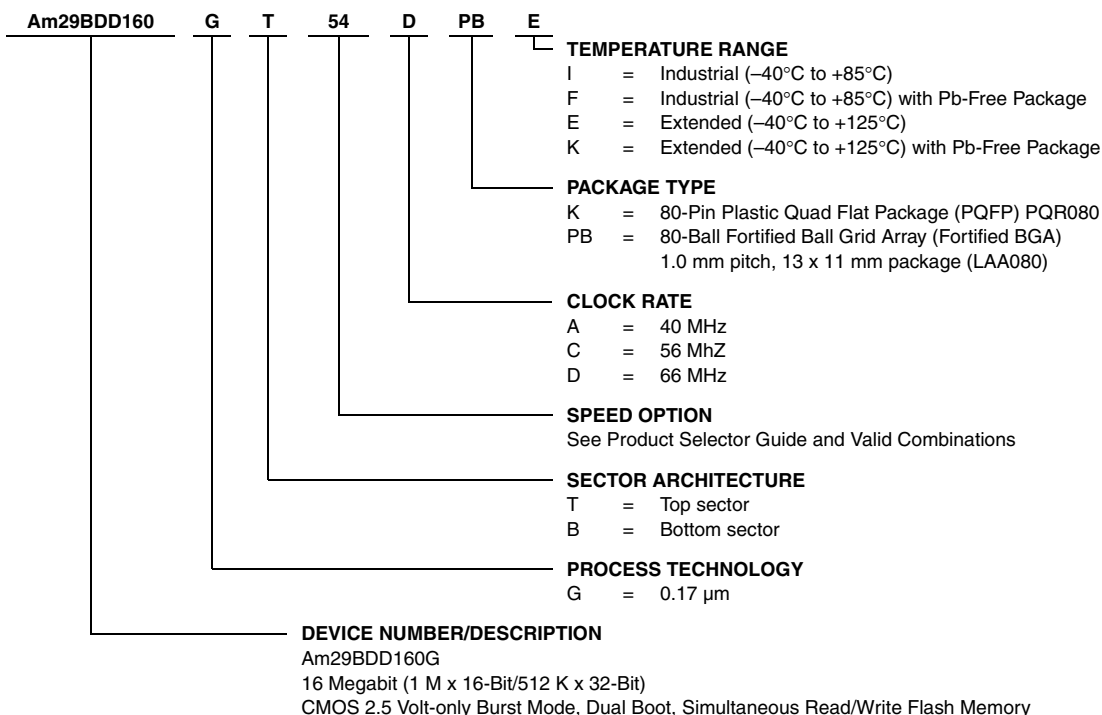 Am29BDD160 G T 54 D PB E
TEMPERATURE RANGE
I = Industrial (–40°C to +85°C)
F = Industrial (–40°C to +85°C) with Pb-Free Package
E = Extended (–40°C to +125°C)
K = Extended (–40°C to +125°C) with Pb-Free Package
PACKAGE TYPE
K = 80-Pin Plastic Quad Flat Package (PQFP) PQR080
PB = 80-Ball Fortified Ball Grid Array (Fortified BGA)
1.0 mm pitch, 13 x 11 mm package (LAA080)
CLOCK RATE
A = 40 MHz
C = 56 MhZ
D = 66 MHz
SPEED OPTION
See Product Selector Guide and Valid Combinations
SECTOR ARCHITECTURE
T = Top sector
B = Bottom sector
PROCESS TECHNOLOGY
G = 0.17 µm
DEVICE NUMBER/DESCRIPTION
Am29BDD160G
16 Megabit (1 M x 16-Bit/512 K x 32-Bit)
CMOS 2.5 Volt-only Burst Mode, Dual Boot, Simultaneous Read/Write Flash Memory